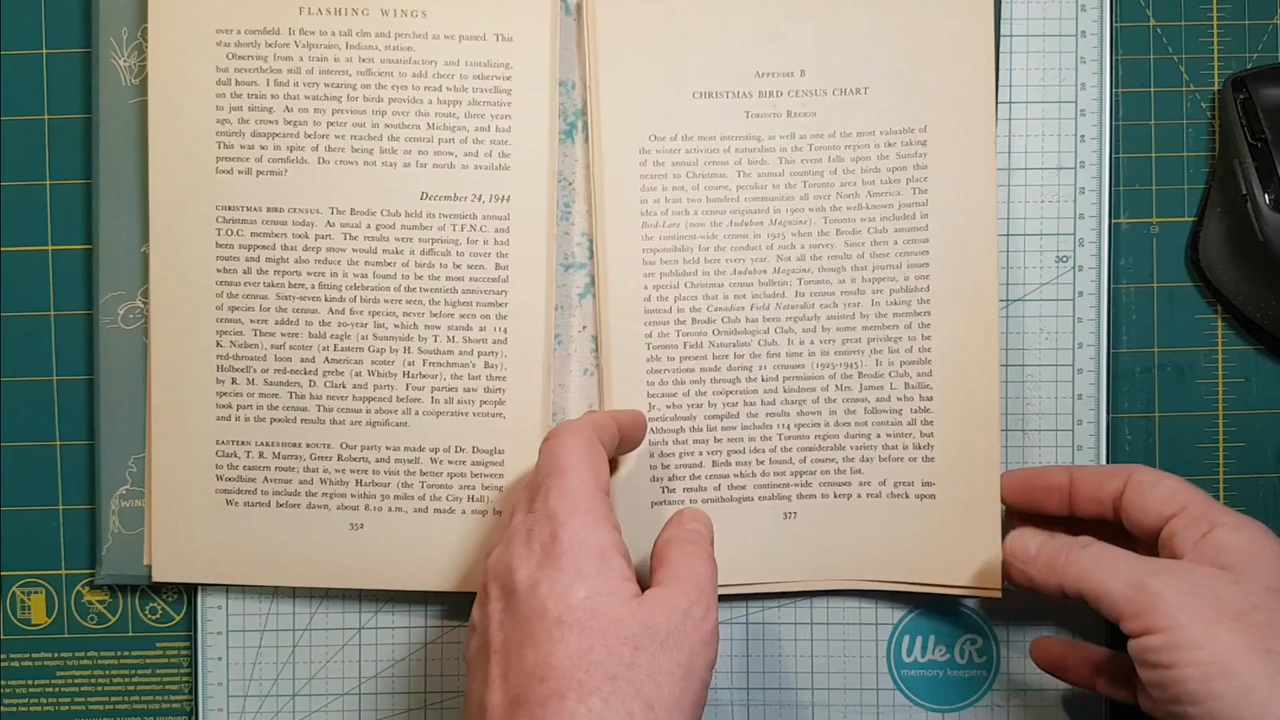 FLASHING WINGS
over a cornfield. It flew to a tall elm and perched as we passed. This
was shortly before Valparaiso, Indiana, station.
Observing from a train is at best unsatisfactory and tantalizing,
but nevertheless still of interest, sufficient to add cheer to otherwise
dull hours. I find it very wearing on the eyes to read while travelling
on the train so that watching for birds provides a happy alternative
to just sitting. As on my previous trip over this route, three years
ago, the crows began to peter out in southern Michigan, and had
entirely disappeared before we reached the central part of the state.
This was so in spite of there being little or no snow, and of the
presence of cornfields. Do crows not stay as far north as available
food will permit?
December 24, 1944
CHRISTMAS BIRD CENSUS. The Brodie Club held its twentieth annual
Christmas census today. As usual a good number of T.F.N.C. and
T.O.C. members took part. The results were surprising, for it had
been supposed that deep snow would make it difficult to cover the
routes and might also reduce the number of birds to be seen. But
when all the reports were in it was found to be the most successful
census ever taken here, a fitting celebration of the twentieth anniversary
of the census. Sixty-seven kinds of birds were seen, the highest number
of species for the census. And five species, never before seen on the
census, were added to the 20-year list, which now stands at 114
species. These were: bald eagle (at Sunnyside by T. M. Shortt and
K. Nielsen), surf scoter (at Eastern Gap by H. Southam and party),
red-throated loon and American scoter (at Frenchman's Bay),
Holboell's or red-necked grebe (at Whitby Harbour), the last three
by R. M. Saunders, D. Clark and party. Four parties saw thirty
species or more. This has never happened before. In all sixty people
took part in the census. This census is above all a coöperative venture,
and it is the pooled results that are significant.
EASTERN LAKESHORE ROUTE. Our party was made up of Dr. Douglas
Clark, T. R. Murray, Greer Roberts, and myself. We were assigned
to the eastern route; that is, we were to visit the better spots between
Woodbine Avenue and Whitby Harbour (the Toronto area being
considered to include the region within 30 miles of the City Hall).
We started before dawn, about 8.10 a.m., and made a stop by
352
APPENDIX B
CHRISTMAS BIRD CENSUS CHART
TORONTO REGION
One of the most interesting, as well as one of the most valuable of
the winter activities of naturalists in the Toronto region is the taking
of the annual census of birds. This event falls upon the Sunday
nearest to Christmas. The annual counting of the birds upon this
date is not, of course, peculiar to the Toronto area but takes place
in at least two hundred communities all over North America. The
idea of such a census originated in 1900 with the well-known journal
Bird-Lore (now the Audubon Magazine). Toronto was included in
the continent-wide census in 1925 when the Brodie Club assumed
responsibility for the conduct of such a survey. Since then a census
has been held here every year. Not all the results of these censuses
are published in the Audubon Magazine, though that journal issues
a special Christmas census bulletin; Toronto, as it happens, is one
of the places that is not included. Its census results are published
instead in the Canadian Field Naturalist each year. In taking the
census the Brodie Club has been regularly assisted by the members
of the Toronto Ornithological Club, and by some members of the
Toronto Field Naturalists' Club. It is a very great privilege to be
able to present here for the first time in its entirety the list of the
observations made during 21 censuses (1925-1945). It is possible
to do this only through the kind permission of the Brodie Club, and
because of the coöperation and kindness of Mrs. James L. Baillie,
Jr., who year by year has had charge of the census, and who has
meticulously compiled the results shown in the following table.
Although this list now includes 114 species it does not contain all the
birds that may be seen in the Toronto region during a winter, but
it does give a very good idea of the considerable variety that is likely
to be around. Birds may be found, of course, the day before or the
day after the census which do not appear on the list.
The results of these continent-wide censuses are of great im-
portance to ornithologists enabling them to keep a real check upon
377
WIN
30°
We R
memory keepers